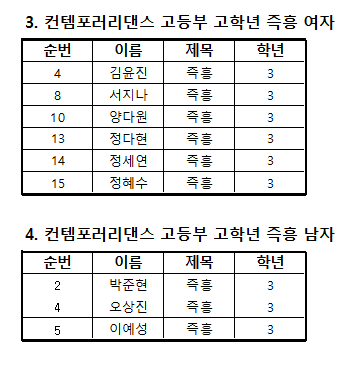 3. 컨템포러리댄스 고등부 고학년 즉흥 여자
순번 이름 제목 학년
4 김윤진 즉흥 3
8 서지나 즉흥 3
10 양다원 즉흥 3
13 정다현 즉흥 3
14 정세연 즉흥 3
15 정혜수 즉흥 3
4. 컨템포러리댄스 고등부 고학년 즉흥 남자
순번 이름 제목 학년
2 박준현 즉흥 3
4 오상진 즉흥 3
5 이예성 즉흥 3